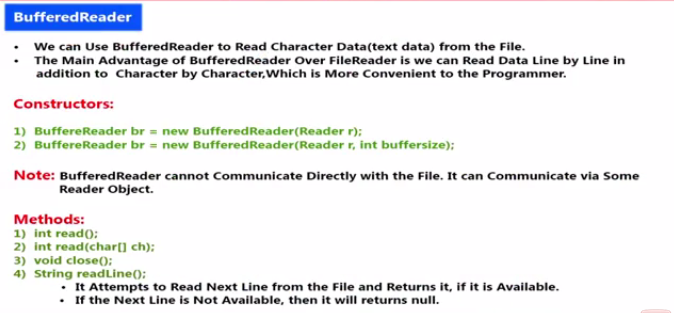 BufferedReader
• We can Use BufferedReader to Read Character Data(text data) from the File.
• The Main Advantage of BufferedReader Over FileReader is we can Read Data Line by Line in
addition to Character by Character,Which is More Convenient to the Programmer.
Constructors:
1) BuffereReader br = new BufferedReader(Reader r);
2) BuffereReader br = new BufferedReader(Reader r, int buffersize);
Note: BufferedReader cannot Communicate Directly with the File. It can Communicate via Some
Reader Object.
Methods:
1) int read();
2) int read(char[] ch);
3) void close();
4) String readLine();
• It Attempts to Read Next Line from the File and Returns it, if it is Available.
• If the Next Line is Not Available, then it will returns null.